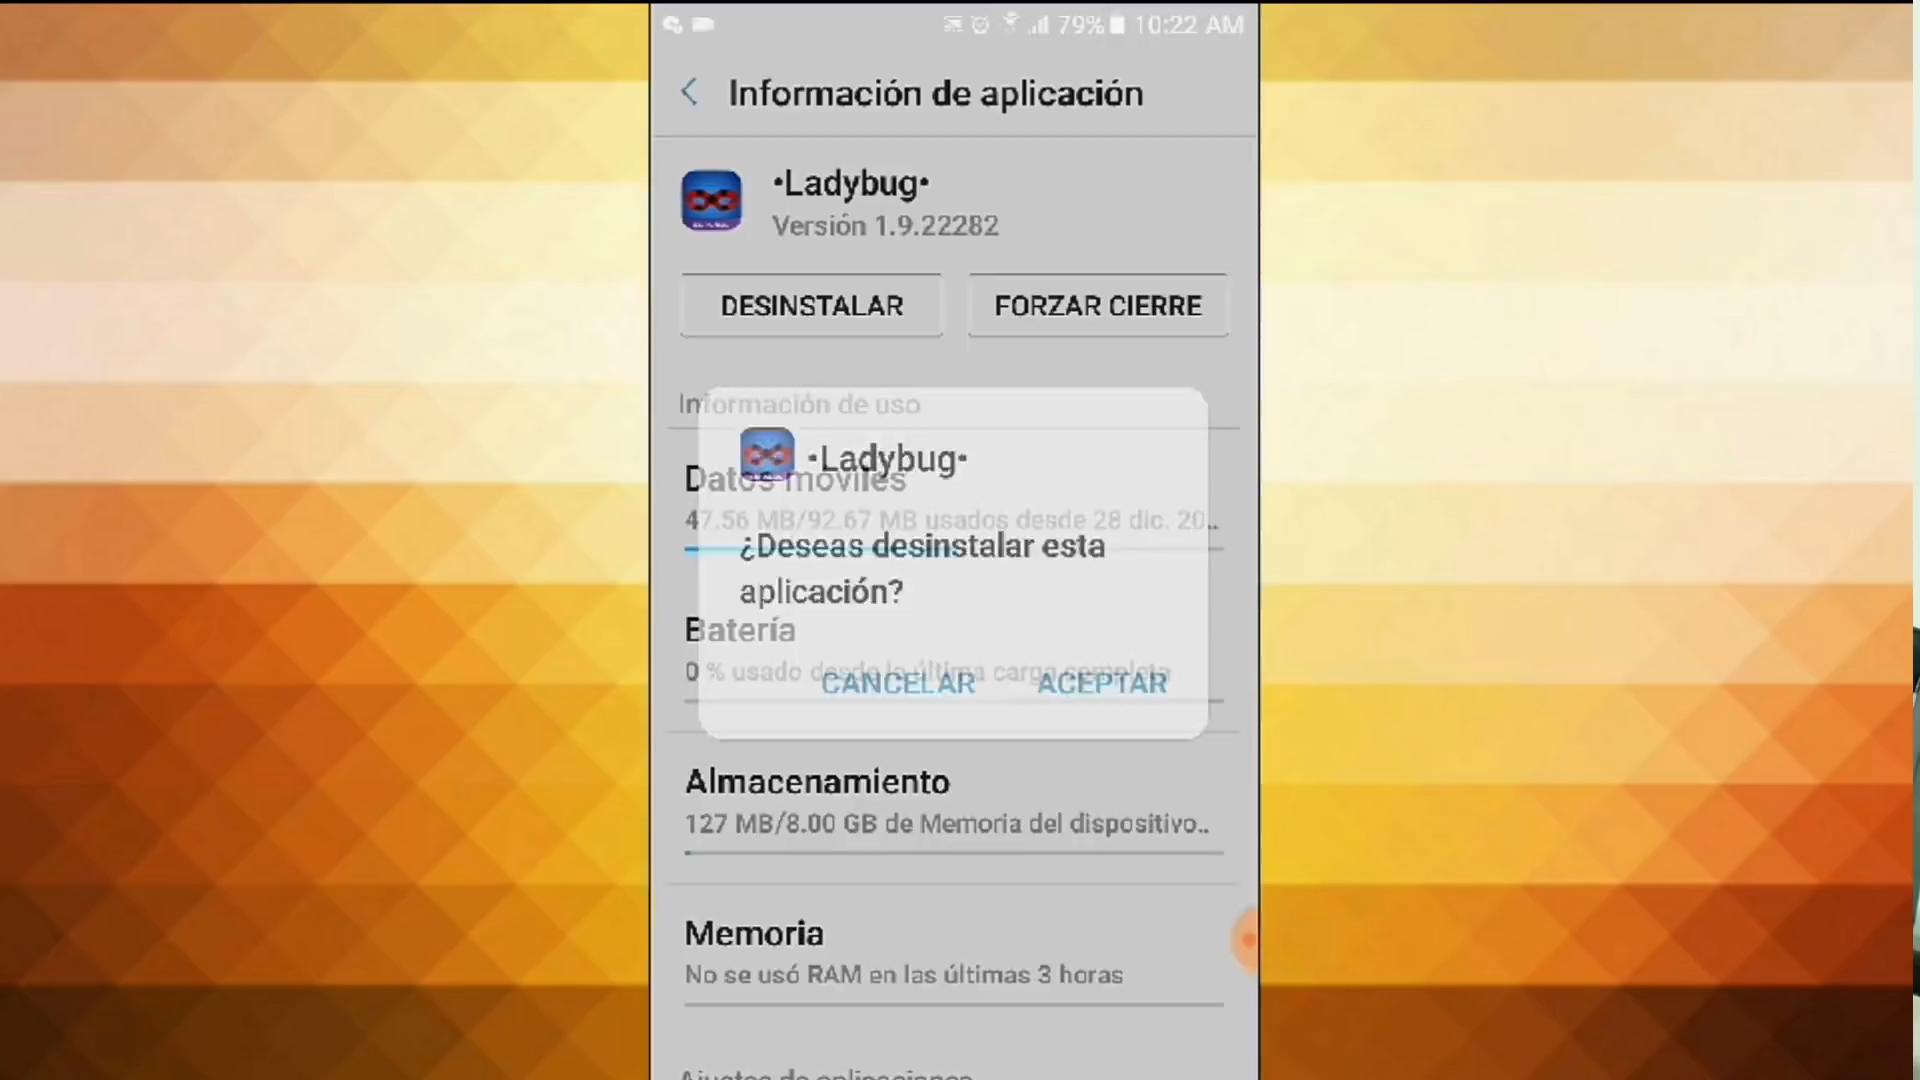 79% 10:22 AM
Información de aplicación
•Ladybug•
Versión 1.9.22282
DESINSTALAR FORZAR CIERRE
Información de uso
•Ladybug•
Datos móviles
47.56 MB/92.67 MB usados desde 28 dic. 20..
¿Deseas desinstalar esta
aplicación?
Batería
0 % usado desde la última carga completa
CANCELAR ACEPTAR
Almacenamiento
127 MB/8.00 GB de Memoria del dispositivo..
Memoria
No se usó RAM en las últimas 3 horas
Ajustes de aplicaciones